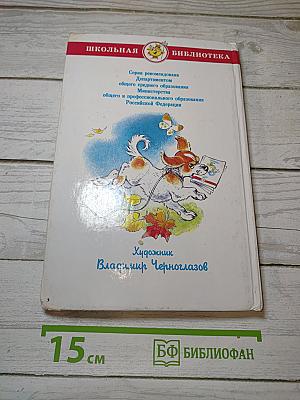 ШКОЛЬНАЯ БИБЛИОТЕКА
Серия рекомендована
Департаментом
общего среднего образования
Министерства
общего и профессионального образования
Российской Федерации
Художник
Владимир Черноглазов
15 см
БФ БИБЛИОФАН